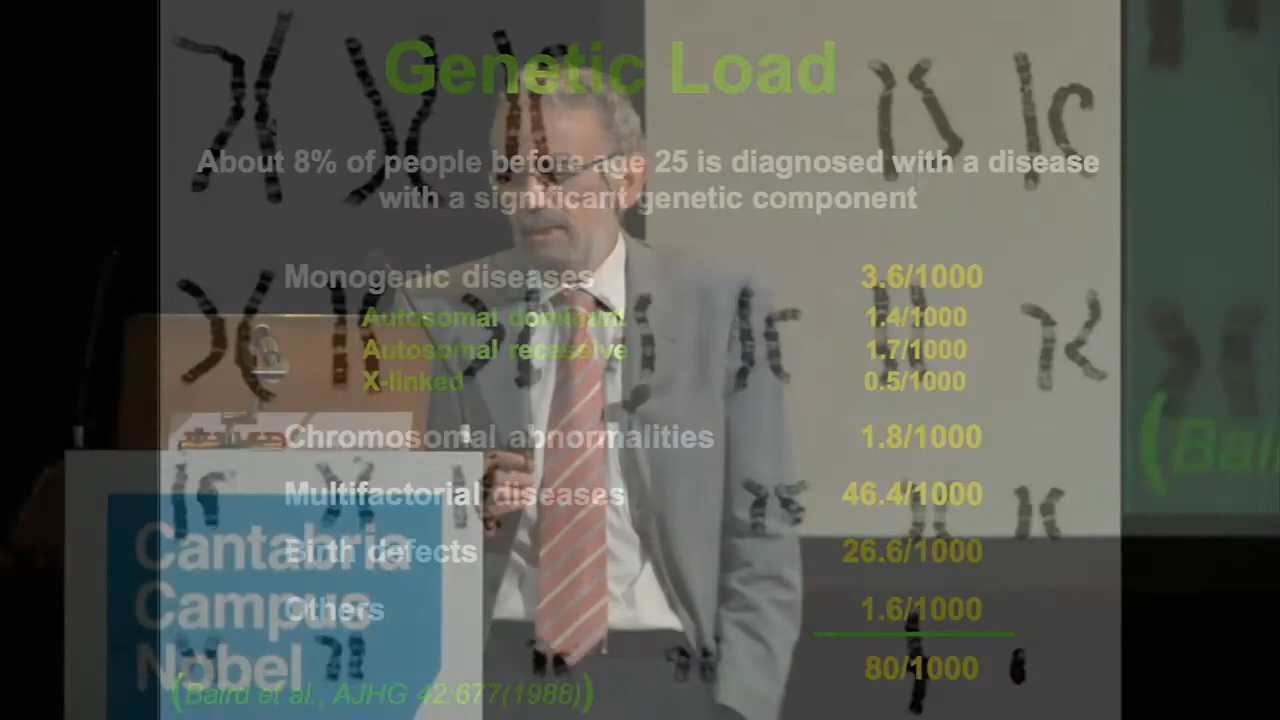 Genetic Load
About 8% of people before age 25 is diagnosed with a disease
with a significant genetic component
Monogenic diseases 3.6/1000
Autosomal dominant 1.4/1000
Autosomal recessive 1.7/1000
X-linked 0.5/1000
Chromosomal abnormalities 1.8/1000
Multifactorial diseases 46.4/1000
Birth defects 26.6/1000
Others 1.6/1000
80/1000
(Baird et al., AJHG 42:677(1988))
Cantabria
Campus
Nobel
(Bai